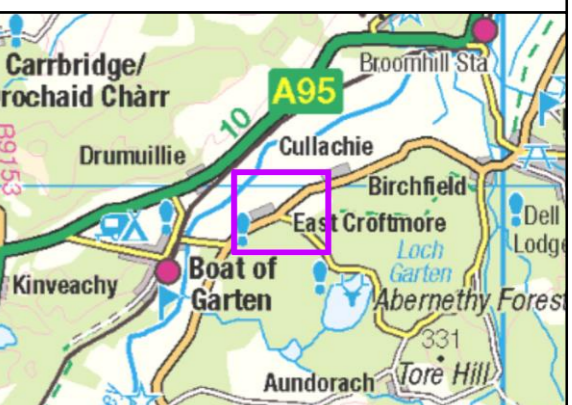 Carrbridge/
rochaid Chàrr
Broomhill Sta
A95
10
B9153
Drumuillie
Cullachie
Birchfield
East Croftmore
Dell
Lodge
Loch
Garten
Kinveachy
Boat of
Garten
Abernethy Forest
331
Tore Hill
Aundorach